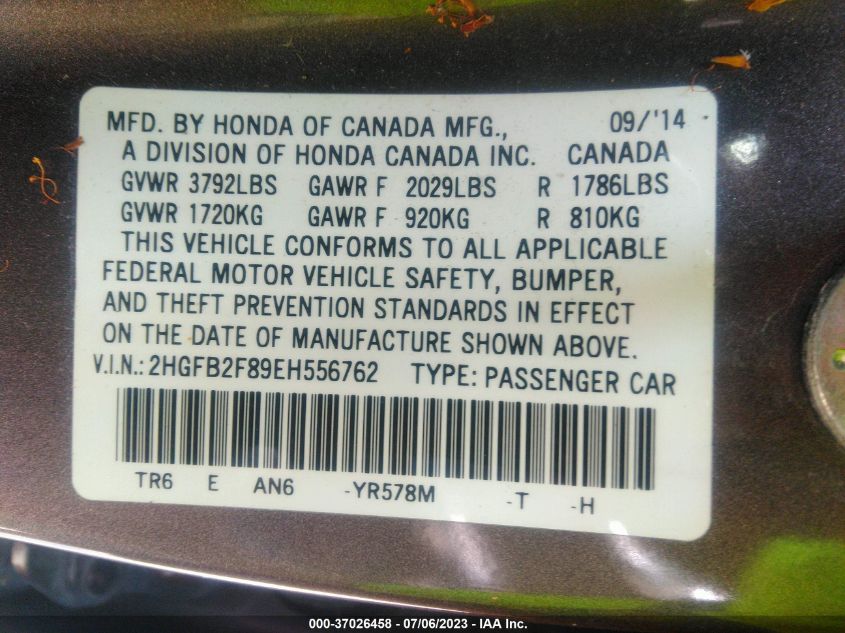 MFD. BY HONDA OF CANADA MFG., 09/'14
A DIVISION OF HONDA CANADA INC. CANADA
GVWR 3792LBS GAWR F 2029LBS R 1786LBS
GVWR 1720KG GAWR F 920KG R 810KG
THIS VEHICLE CONFORMS TO ALL APPLICABLE
FEDERAL MOTOR VEHICLE SAFETY, BUMPER,
AND THEFT PREVENTION STANDARDS IN EFFECT
ON THE DATE OF MANUFACTURE SHOWN ABOVE.
V.I.N.: 2HGFB2F89EH556762 TYPE: PASSENGER CAR
TR6 E AN6 -YR578M -T -H
000-37026458 - 07/06/2023 - IAA Inc.